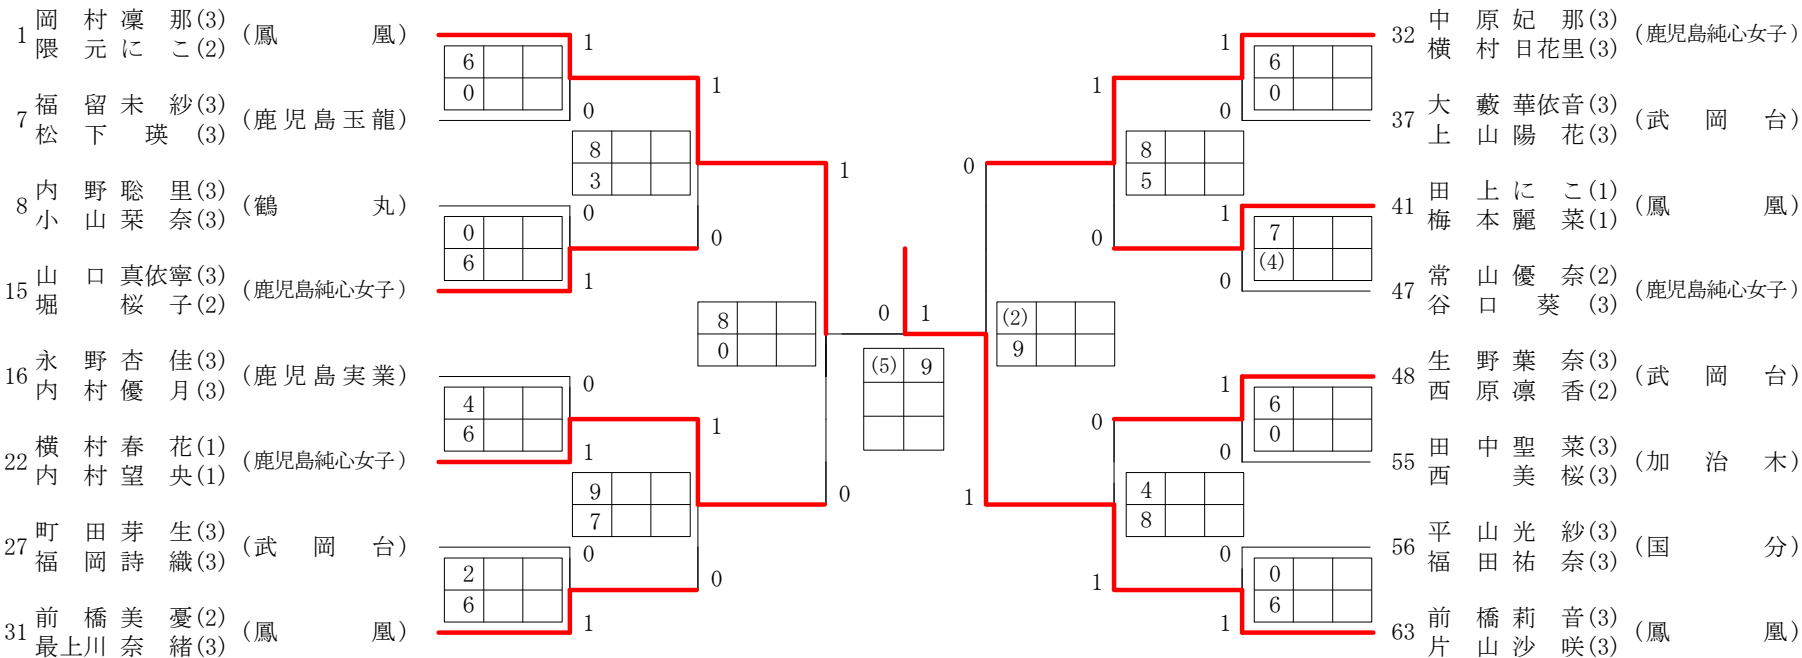 1 岡村凜那(3) (鳳凰)
隈元にこ(2)
7 福留未紗(3) (鹿児島玉龍)
松下瑛(3)
8 内野聡里(3) (鶴丸)
小山栞奈(3)
15 山口真依寧(3) (鹿児島純心女子)
堀桜子(2)
16 永野杏佳(3) (鹿児島実業)
内村優月(3)
22 横村春花(1) (鹿児島純心女子)
内村望央(1)
27 町田芽生(3) (武岡台)
福岡詩織(3)
31 前橋美憂(2) (鳳凰)
最上川奈緒(3)
1
6
0
0
0
0
6
1
0
4
6
1
0
2
6
1
1
8
3
0
1
9
7
0
1
8
0
0
0 1
(5) 9
0
(2)
9
1
1
8
5
0
0
4
8
1
1
6
0
0
1
7
(4)
0
1
6
0
0
0
0
6
1
32 中原妃那(3) (鹿児島純心女子)
横村日花里(3)
37 大藪華依音(3) (武岡台)
上山陽花(3)
41 田上にこ(1) (鳳凰)
梅本麗菜(1)
47 常山優奈(2) (鹿児島純心女子)
谷口葵(3)
48 生野葉奈(3) (武岡台)
西原凛香(2)
55 田中聖菜(3) (加治木)
西美桜(3)
56 平山光紗(3) (国分)
福田祐奈(3)
63 前橋莉音(3) (鳳凰)
片山沙咲(3)